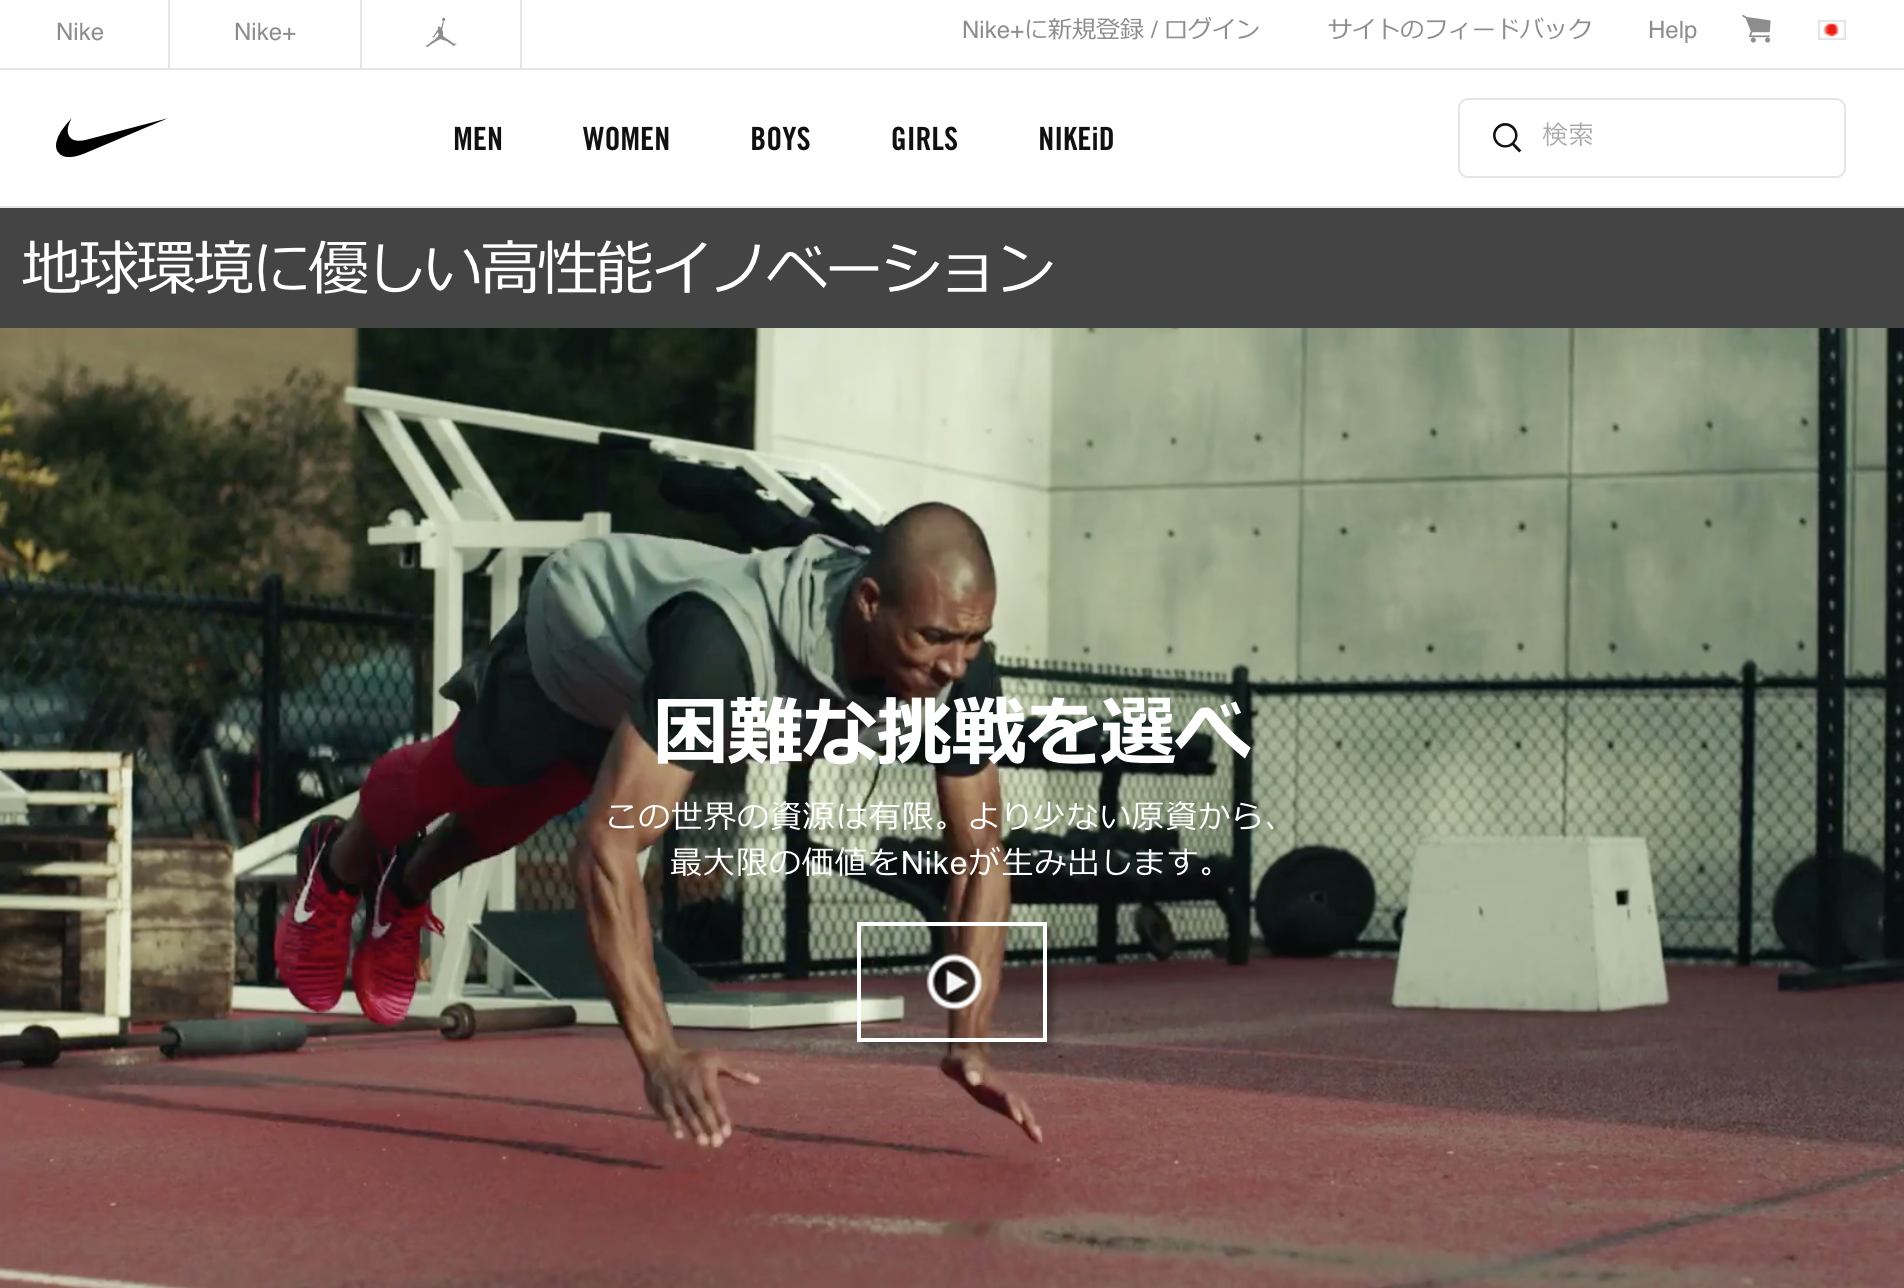 Nike
Nike+
Nike+に新規登録 / ログイン
サイトのフィードバック
Help
MEN
WOMEN
BOYS
GIRLS
NIKEiD
検索
地球環境に優しい高性能イノベーション
困難な挑戦を選べ
この世界の資源は有限。より少ない原資から、
最大限の価値をNikeが生み出します。